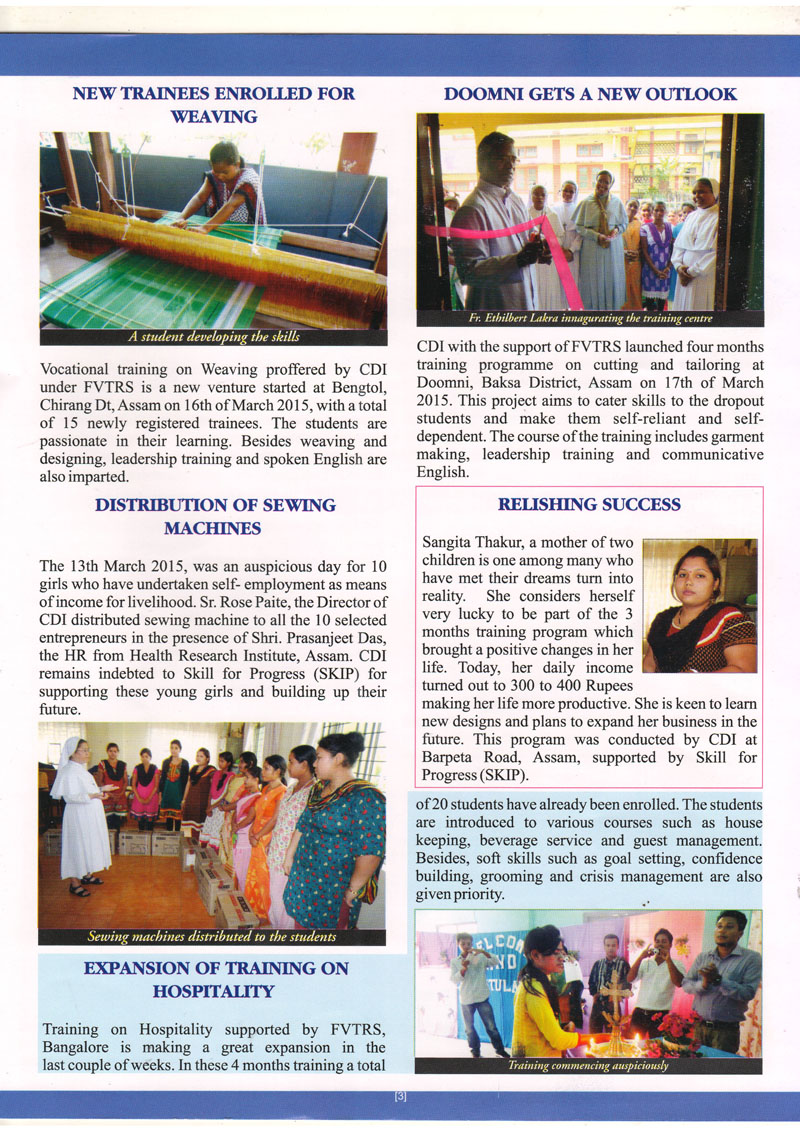 NEW TRAINEES ENROLLED FOR
WEAVING
A student developing the skills
Vocational training on Weaving proffered by CDI
under FVTRS is a new venture started at Bengtol,
Chirang Dt, Assam on 16th of March 2015, with a total
of 15 newly registered trainees. The students are
passionate in their learning. Besides weaving and
designing, leadership training and spoken English are
also imparted.
DISTRIBUTION OF SEWING
MACHINES
The 13th March 2015, was an auspicious day for 10
girls who have undertaken self- employment as means
of income for livelihood. Sr. Rose Paite, the Director of
CDI distributed sewing machine to all the 10 selected
entrepreneurs in the presence of Shri. Prasanjeet Das,
the HR from Health Research Institute, Assam. CDI
remains indebted to Skill for Progress (SKIP) for
supporting these young girls and building up their
future.
Sewing machines distributed to the students
EXPANSION OF TRAINING ON
HOSPITALITY
Training on Hospitality supported by FVTRS,
Bangalore is making a great expansion in the
last couple of weeks. In these 4 months training a total
DOOMNI GETS A NEW OUTLOOK
Fr. Ethilbert Lakra innagurating the training centre
CDI with the support of FVTRS launched four months
training programme on cutting and tailoring at
Doomni, Baksa District, Assam on 17th of March
2015. This project aims to cater skills to the dropout
students and make them self-reliant and self-
dependent. The course of the training includes garment
making, leadership training and communicative
English.
RELISHING SUCCESS
Sangita Thakur, a mother of two
children is one among many who
have met their dreams turn into
reality. She considers herself
very lucky to be part of the 3
months training program which
brought a positive changes in her
life. Today, her daily income
turned out to 300 to 400 Rupees
making her life more productive. She is keen to learn
new designs and plans to expand her business in the
future. This program was conducted by CDI at
Barpeta Road, Assam, supported by Skill for
Progress (SKIP).
of 20 students have already been enrolled. The students
are introduced to various courses such as house
keeping, beverage service and guest management.
Besides, soft skills such as goal setting, confidence
building, grooming and crisis management are also
given priority.
WELCOM
Training commencing auspiciously
[3]